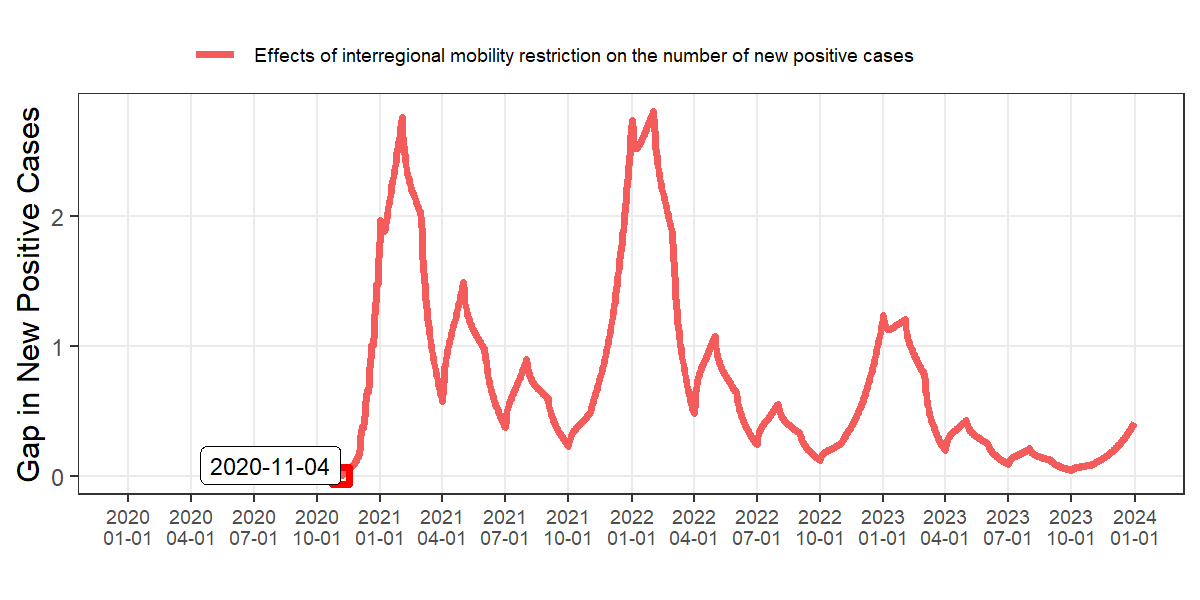 Effects of interregional mobility restriction on the number of new positive cases
Gap in New Positive Cases
2
1
0
2020-11-04
2020 2020 2020 2020 2021 2021 2021 2021 2022 2022 2022 2022 2023 2023 2023 2023 2024
01-01 04-01 07-01 10-01 01-01 04-01 07-01 10-01 01-01 04-01 07-01 10-01 01-01 04-01 07-01 10-01 01-01